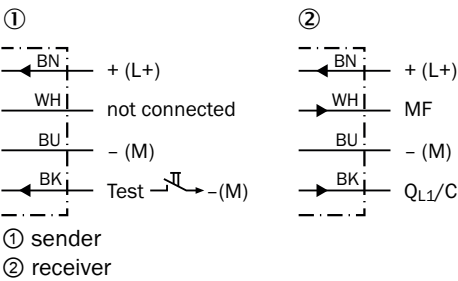 ① ②
BN + (L+) BN + (L+)
WH not connected WH MF
BU – (M) BU – (M)
BK Test –(M) BK QL1/C
① sender
② receiver